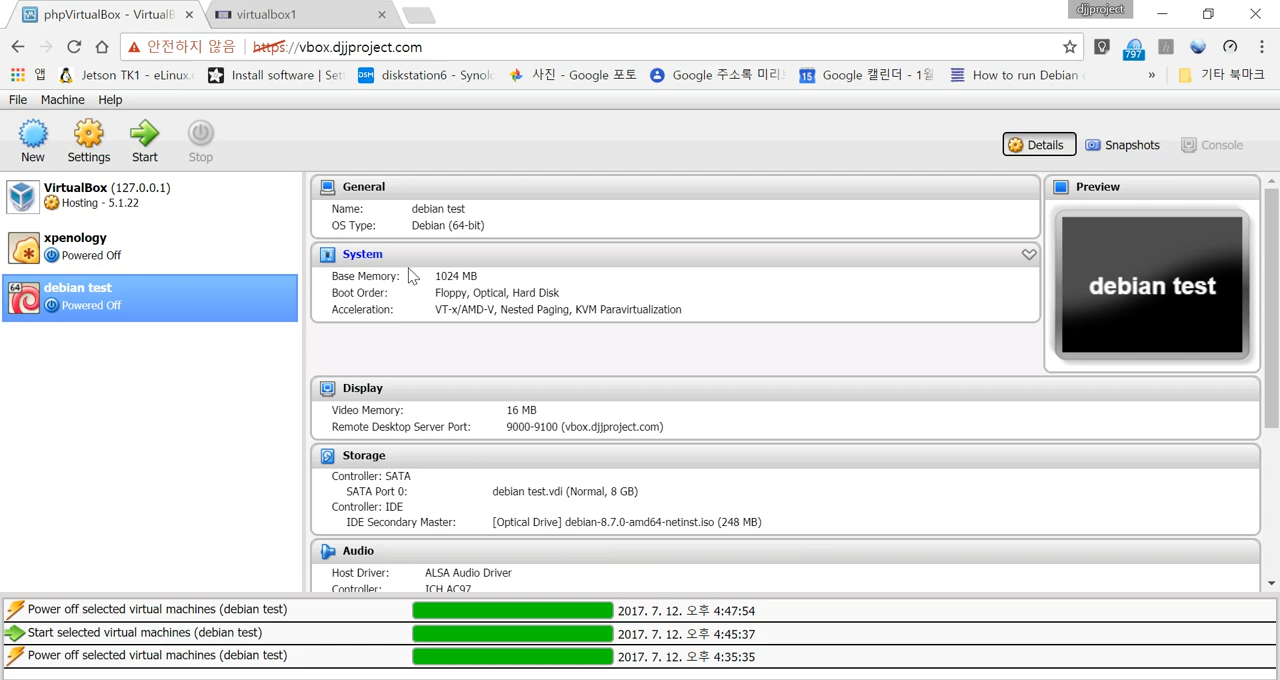 phpVirtualBox - VirtualB
virtualbox1
djjproject
안전하지 않음 https://vbox.djjproject.com
797
앱 Jetson TK1 - eLinux. Install software | Set diskstation6 - Synolo 사진 - Google 포토 Google 주소록 미리 Google 캘린더 - 1월 How to run Debian » 기타 북마크
File Machine Help
New Settings Start Stop
Details Snapshots Console
VirtualBox (127.0.0.1)
Hosting - 5.1.22
xpenology
Powered Off
64
debian test
Powered Off
General
Name: debian test
OS Type: Debian (64-bit)
System
Base Memory: 1024 MB
Boot Order: Floppy, Optical, Hard Disk
Acceleration: VT-x/AMD-V, Nested Paging, KVM Paravirtualization
Preview
debian test
Display
Video Memory: 16 MB
Remote Desktop Server Port: 9000-9100 (vbox.djjproject.com)
Storage
Controller: SATA
SATA Port 0: debian test.vdi (Normal, 8 GB)
Controller: IDE
IDE Secondary Master: [Optical Drive] debian-8.7.0-amd64-netinst.iso (248 MB)
Audio
Host Driver: ALSA Audio Driver
Controller: ICH AC97
Power off selected virtual machines (debian test) 2017. 7. 12. 오후 4:47:54
Start selected virtual machines (debian test) 2017. 7. 12. 오후 4:45:37
Power off selected virtual machines (debian test) 2017. 7. 12. 오후 4:35:35